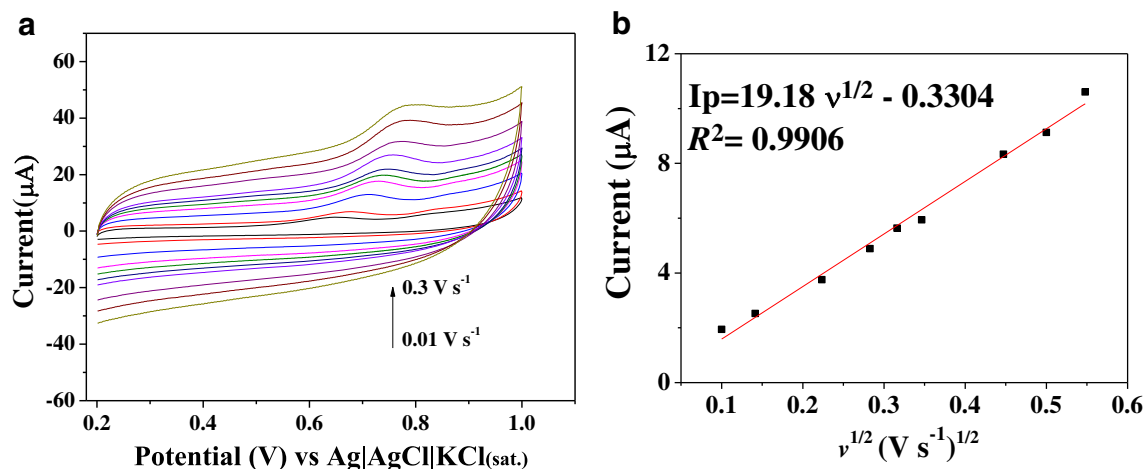 a
60
40
20
0
-20
-40
-60
Current(μA)
0.3 V s⁻¹
0.01 V s⁻¹
0.2 0.4 0.6 0.8 1.0
Potential (V) vs Ag|AgCl|KCl(sat.)
b
12
8
4
0
Current (μA)
Ip=19.18 ν^1/2 - 0.3304
R²= 0.9906
0.1 0.2 0.3 0.4 0.5 0.6
ν^1/2 (V s⁻¹)^1/2